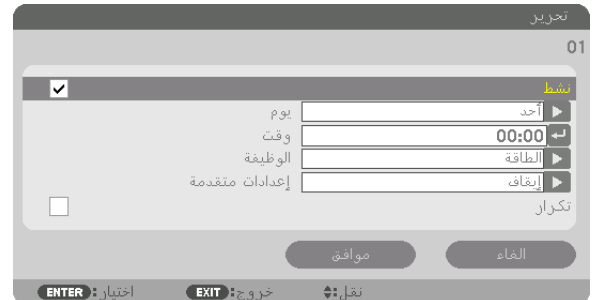 تحرير
01
نشط
يوم أحد
وقت 00:00
الوظيفة الطاقة
إعدادات متقدمة إيقاف
تكرار
الغاء موافق
نقل: خروج: EXIT اختيار: ENTER